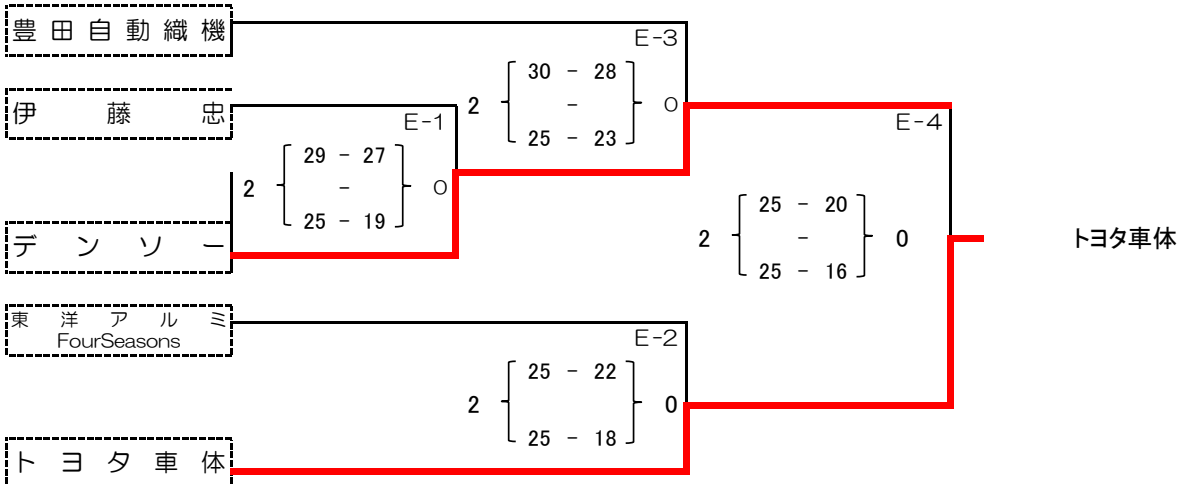 豊田自動織機
E-3
30 - 28
2 - 0
25 - 23
伊藤忠
E-1
29 - 27
2 - 0
25 - 19
デンソー
E-4
25 - 20
2 - 0
25 - 16
トヨタ車体
東洋アルミ
FourSeasons
E-2
25 - 22
2 0
25 - 18
トヨタ車体